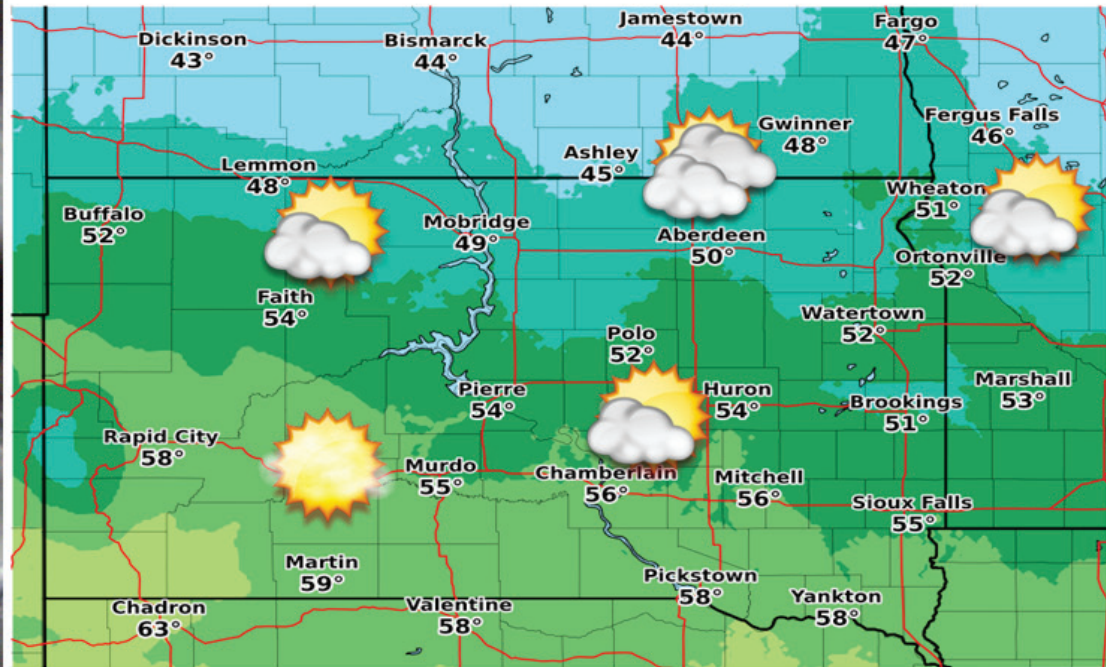 Jamestown
44°
Fargo
47°
Dickinson
43°
Bismarck
44°
Fergus Falls
46°
Gwinner
48°
Ashley
45°
Lemmon
48°
Wheaton
51°
Buffalo
52°
Mobridge
49°
Aberdeen
50°
Ortonville
52°
Faith
54°
Watertown
52°
Polo
52°
Marshall
53°
Pierre
54°
Huron
54°
Brookings
51°
Rapid City
58°
Murdo
55°
Chamberlain
56°
Mitchell
56°
Sioux Falls
55°
Martin
59°
Pickstown
58°
Yankton
58°
Chadron
63°
Valentine
58°